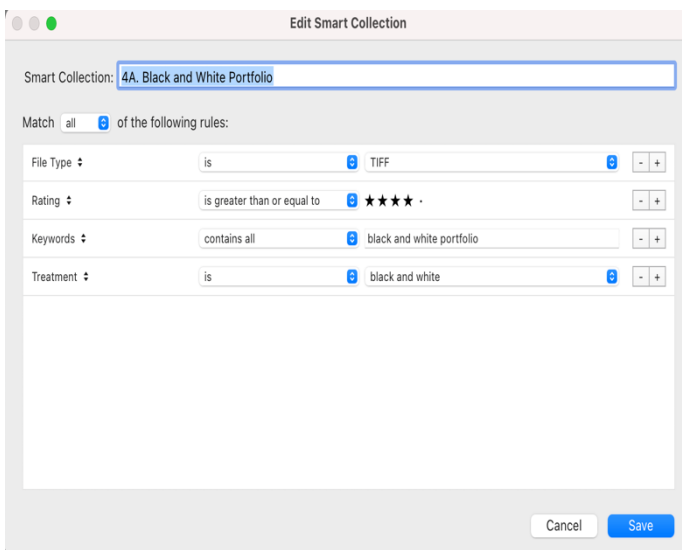 Edit Smart Collection
Smart Collection: 4A. Black and White Portfolio
Match all of the following rules:
File Type is TIFF - +
Rating is greater than or equal to ★★★★ · - +
Keywords contains all black and white portfolio - +
Treatment is black and white - +
Cancel Save